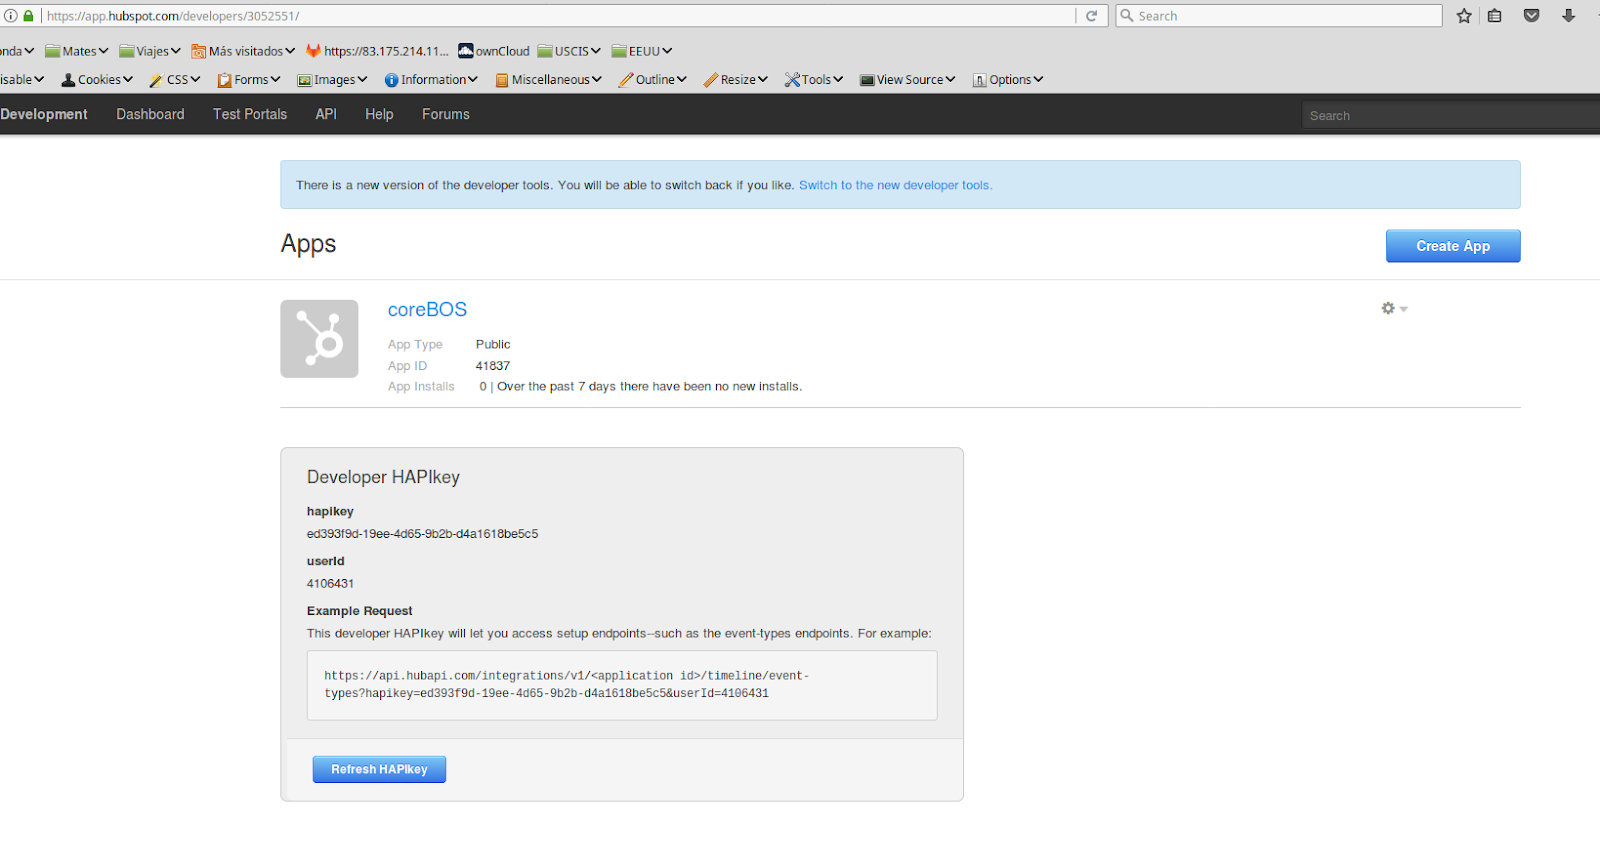 https://app.hubspot.com/developers/3052551/
Search
onda Mates Viajes Más visitados https://83.175.214.11... ownCloud USCIS EEUU
isable Cookies CSS Forms Images Information Miscellaneous Outline Resize Tools View Source Options
Development Dashboard Test Portals API Help Forums Search
There is a new version of the developer tools. You will be able to switch back if you like. Switch to the new developer tools.
Apps
Create App
coreBOS
App Type Public
App ID 41837
App Installs 0 | Over the past 7 days there have been no new installs.
Developer HAPIkey
hapikey
ed393f9d-19ee-4d65-9b2b-d4a1618be5c5
userId
4106431
Example Request
This developer HAPIkey will let you access setup endpoints--such as the event-types endpoints. For example:
https://api.hubapi.com/integrations/v1/<application id>/timeline/event-
types?hapikey=ed393f9d-19ee-4d65-9b2b-d4a1618be5c5&userId=4106431
Refresh HAPIkey